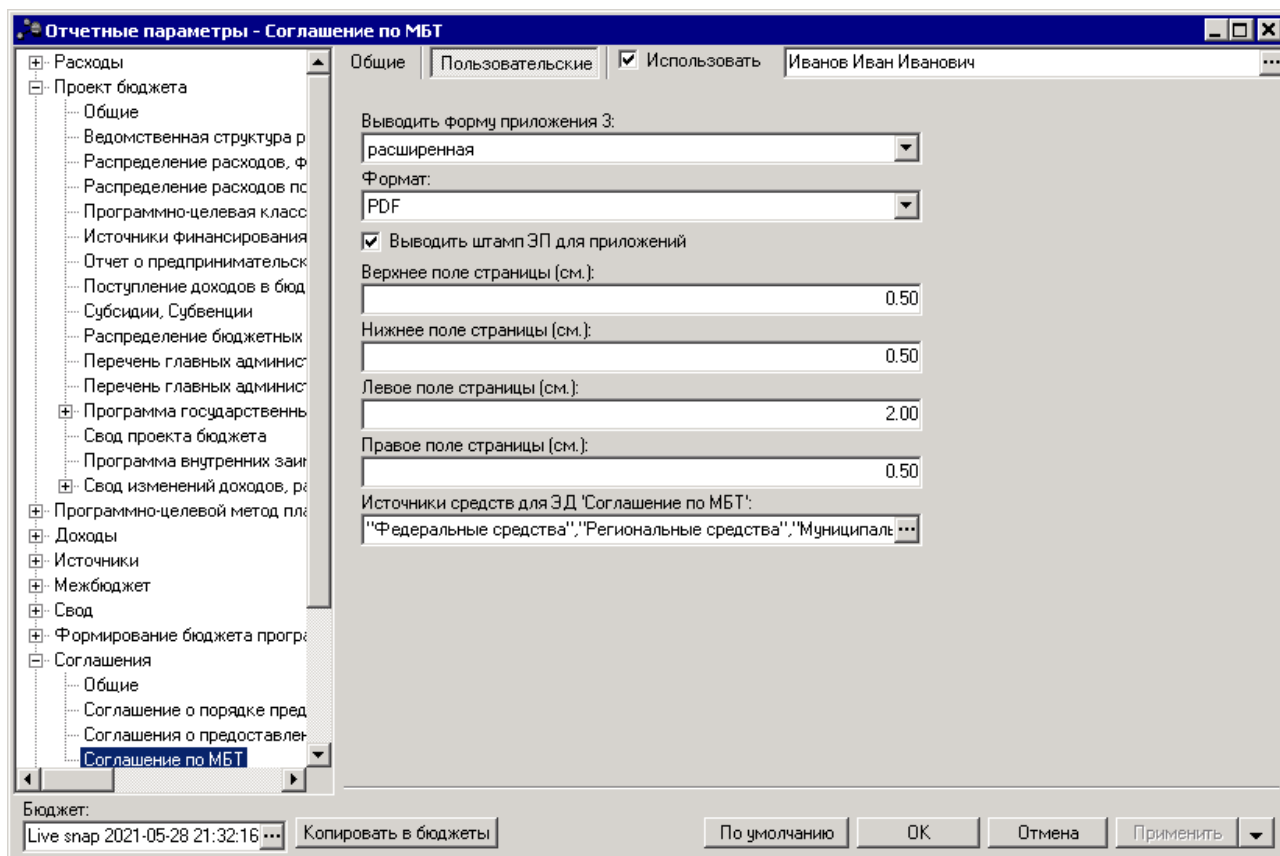 Отчетные параметры - Соглашение по МБТ
Расходы
Проект бюджета
Общие
Ведомственная структура р
Распределение расходов, ф
Распределение расходов по
Программно-целевая класс
Источники финансирования
Отчет о предпринимательск
Поступление доходов в бюд
Субсидии, Субвенции
Распределение бюджетных
Перечень главных админис
Перечень главных админис
Программа государственнь
Свод проекта бюджета
Программа внутренних заи
Свод изменений доходов, ра
Программно-целевой метод пла
Доходы
Источники
Межбюджет
Свод
Формирование бюджета програ
Соглашения
Общие
Соглашение о порядке пред
Соглашения о предоставлен
Соглашение по МБТ
Общие Пользовательские Использовать Иванов Иван Иванович ...
Выводить форму приложения 3:
расширенная
Формат:
PDF
Выводить штамп ЭП для приложений
Верхнее поле страницы (см.):
0.50
Нижнее поле страницы (см.):
0.50
Левое поле страницы (см.):
2.00
Правое поле страницы (см.):
0.50
Источники средств для ЭД 'Соглашение по МБТ':
"Федеральные средства","Региональные средства","Муниципаль ...
Бюджет:
Live snap 2021-05-28 21:32:16 ... Копировать в бюджеты По умолчанию OK Отмена Применить